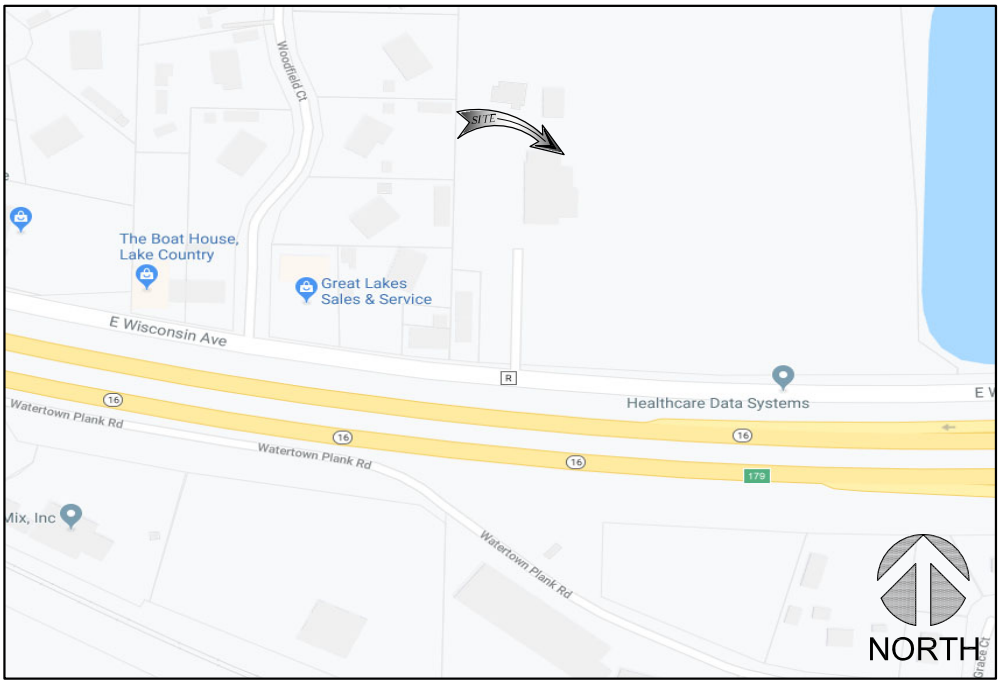 Woodfield Ct
SITE
The Boat House,
Lake Country
Great Lakes
Sales & Service
E Wisconsin Ave
R
Healthcare Data Systems
E W
16
Watertown Plank Rd
16
16
Watertown Plank Rd
16
179
Mix, Inc
Watertown Plank Rd
NORTH
Grace Ct